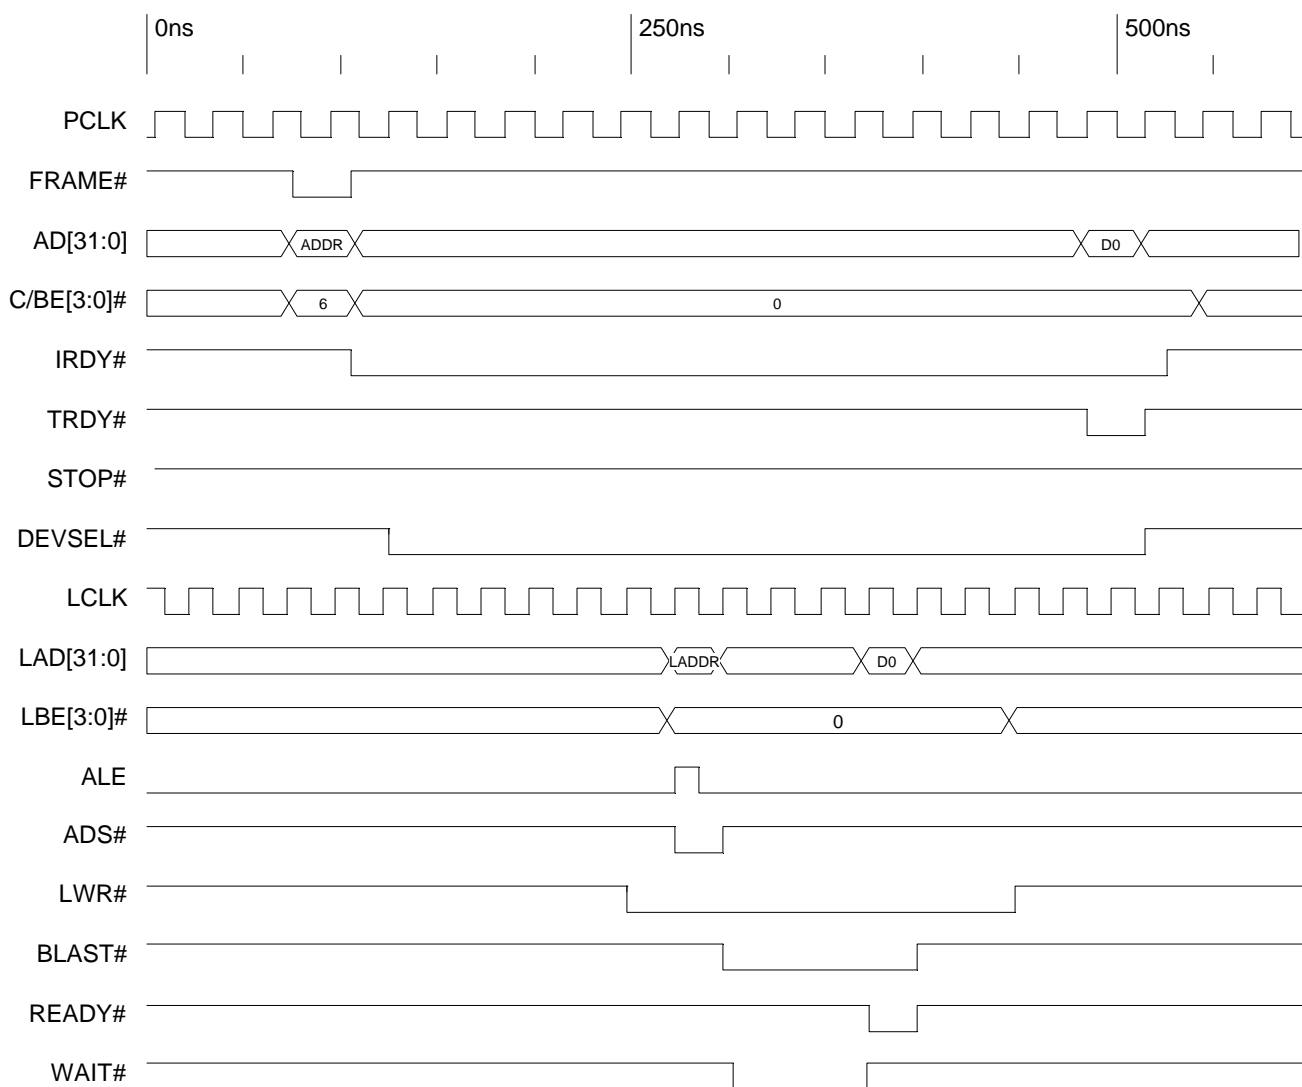 0ns 250ns 500ns
PCLK
FRAME#
AD[31:0] ADDR D0
C/BE[3:0]# 6 0
IRDY#
TRDY#
STOP#
DEVSEL#
LCLK
LAD[31:0] LADDR D0
LBE[3:0]# 0
ALE
ADS#
LWR#
BLAST#
READY#
WAIT#